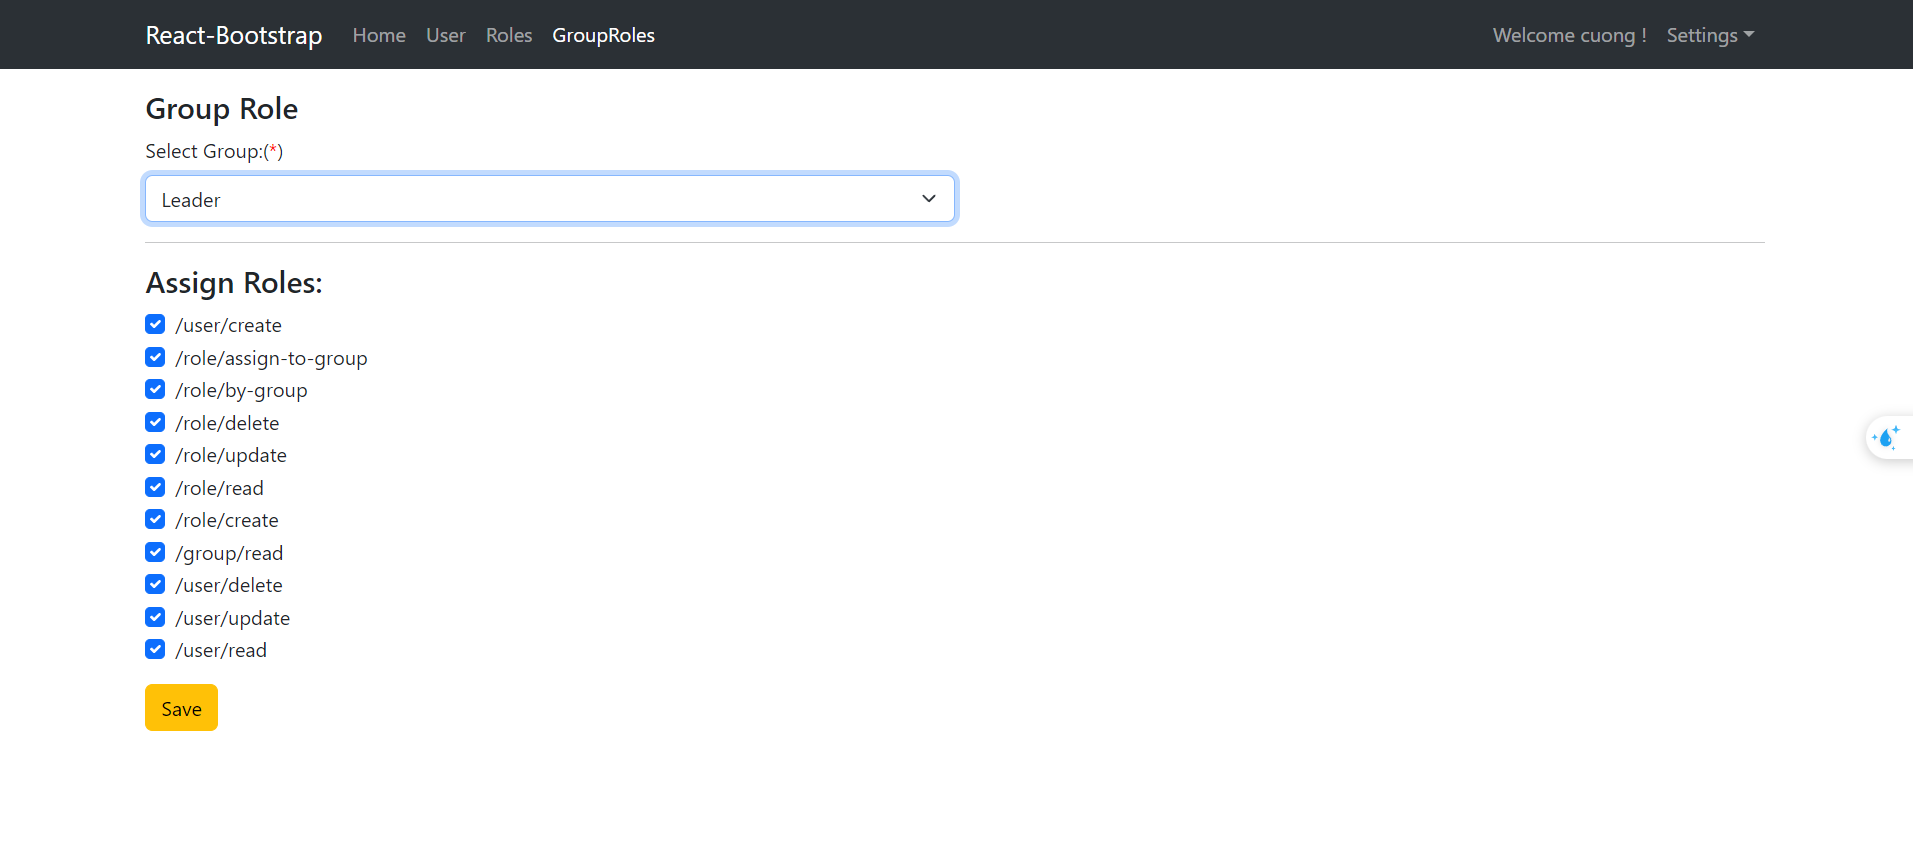 React-Bootstrap Home User Roles GroupRoles Welcome cuong ! Settings
Group Role
Select Group:(*)
Leader
Assign Roles:
/user/create
/role/assign-to-group
/role/by-group
/role/delete
/role/update
/role/read
/role/create
/group/read
/user/delete
/user/update
/user/read
Save